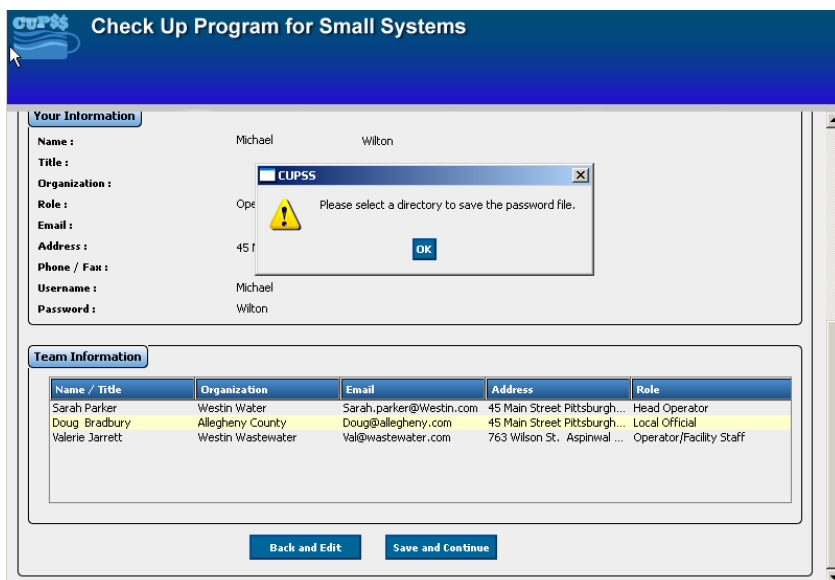 CUP$$
Check Up Program for Small Systems
Your Information
Name : Michael Wilton
Title :
Organization :
Role :
Email :
Address : 45
Phone / Fax :
Username : Michael
Password : Wilton
CUPSS
Please select a directory to save the password file.
OK
Team Information
Name / Title Organization Email Address Role
Sarah Parker Westin Water Sarah.parker@Westin.com 45 Main Street Pittsburgh... Head Operator
Doug Bradbury Allegheny County Doug@allegheny.com 45 Main Street Pittsburgh... Local Official
Valerie Jarrett Westin Wastewater Val@wastewater.com 763 Wilson St. Aspinwal ... Operator/Facility Staff
Back and Edit Save and Continue